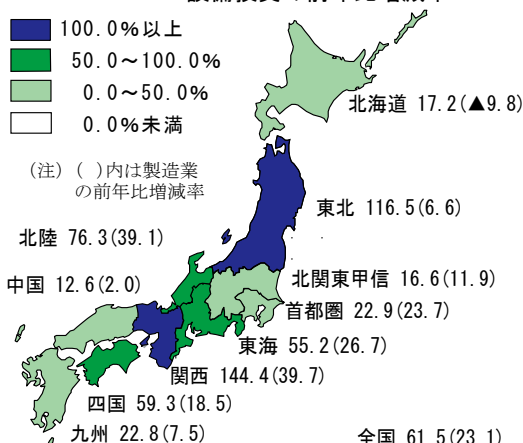 100.0%以上
50.0～100.0%
0.0～50.0%
0.0%未満
(注) ( )内は製造業
の前年比増減率
北海道 17.2(▲9.8)
東北 116.5(6.6)
北陸 76.3(39.1)
中国 12.6(2.0)
北関東甲信 16.6(11.9)
首都圏 22.9(23.7)
東海 55.2(26.7)
関西 144.4(39.7)
四国 59.3(18.5)
九州 22.8(7.5)
全国 61.5(23.1)